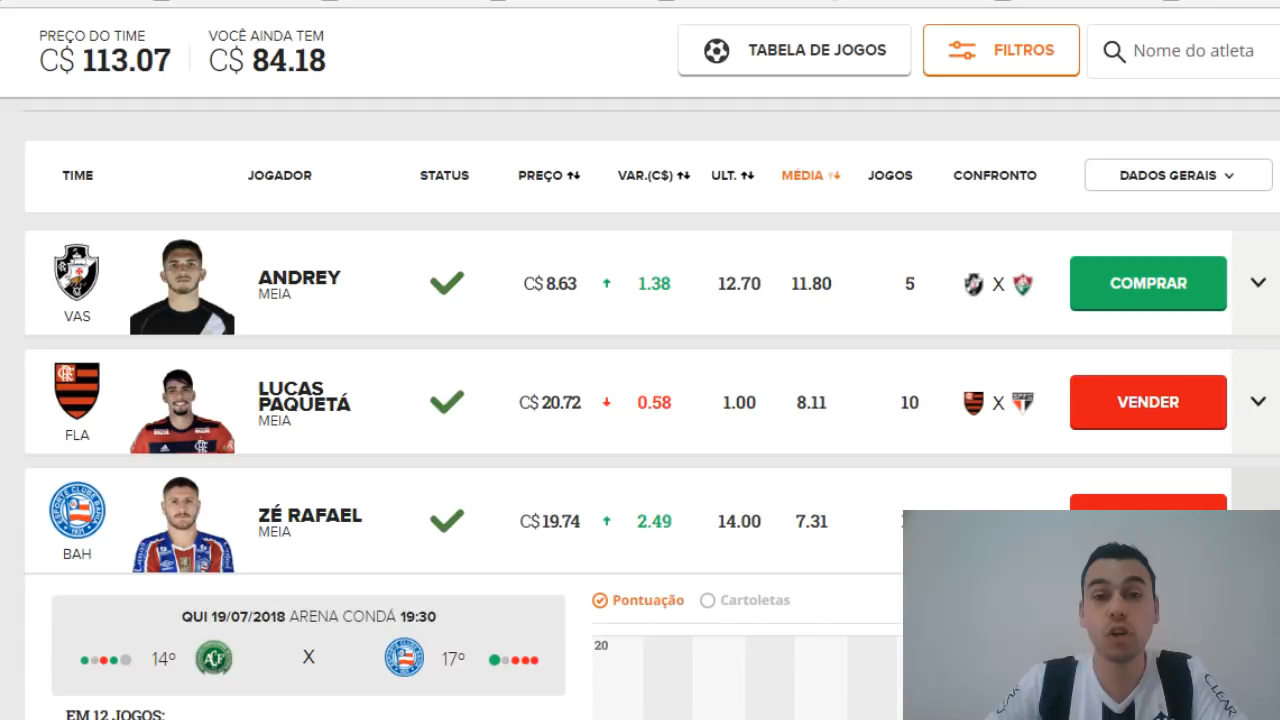 PREÇO DO TIME
C$ 113.07
VOCÊ AINDA TEM
C$ 84.18
TABELA DE JOGOS
FILTROS
Nome do atleta
TIME JOGADOR STATUS PREÇO VAR.(C$) ULT. MÉDIA JOGOS CONFRONTO DADOS GERAIS
VAS
ANDREY
MEIA
C$ 8.63 1.38 12.70 11.80 5 X COMPRAR
FLA
LUCAS
PAQUETÁ
MEIA
C$ 20.72 0.58 1.00 8.11 10 X VENDER
BAH
ZÉ RAFAEL
MEIA
C$ 19.74 2.49 14.00 7.31
QUI 19/07/2018 ARENA CONDÁ 19:30
14º X 17º
EM 12 JOGOS:
Pontuação Cartoletas
20
CLEAR